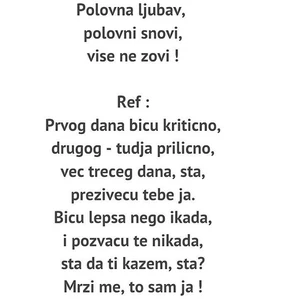 Polovna ljubav,
polovni snovi,
vise ne zovi !
Ref :
Prvog dana bicu kriticno,
drugog - tudja prilicno,
vec treceg dana, sta,
prezivecu tebe ja.
Bicu lepsa nego ikada,
i pozvacu te nikada,
sta da ti kazem, sta?
Mrzi me, to sam ja !